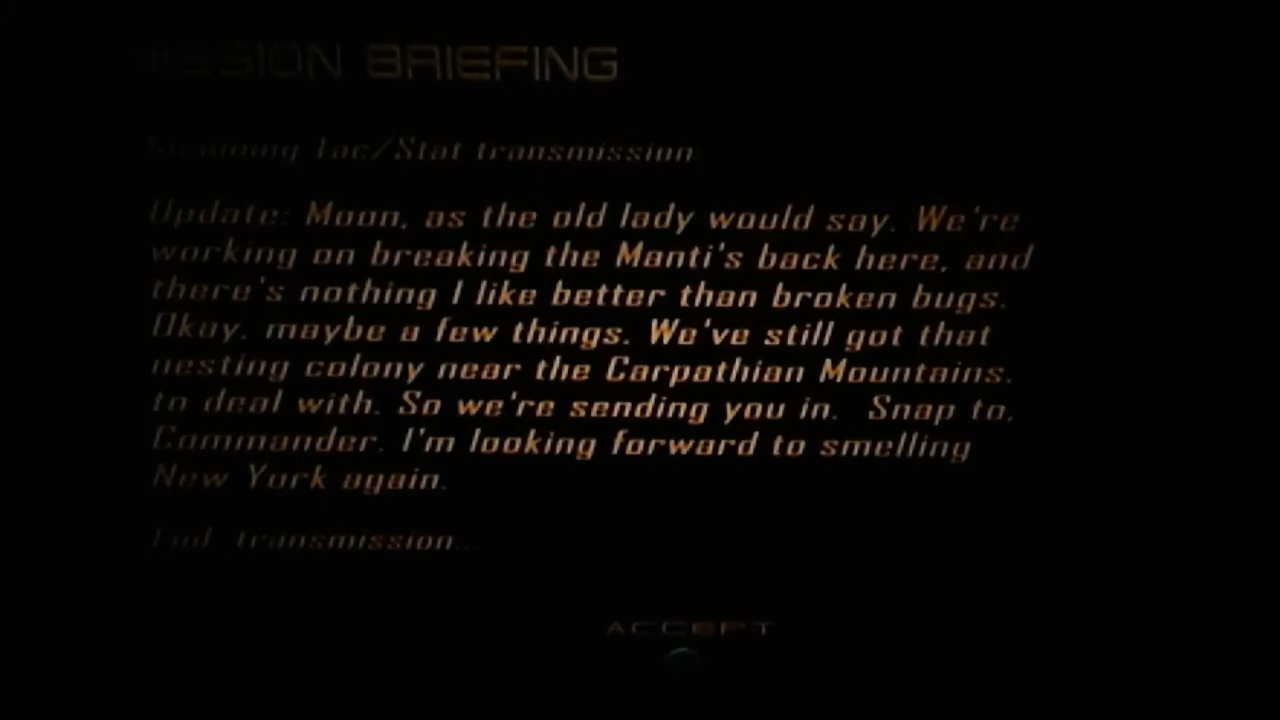 MISSION BRIEFING
Incoming Tac/Stat transmission:
Update: Moon, as the old lady would say. We're
working on breaking the Manti's back here, and
there's nothing I like better than broken bugs.
Okay, maybe a few things. We've still got that
nesting colony near the Carpathian Mountains,
to deal with. So we're sending you in. Snap to,
Commander. I'm looking forward to smelling
New York again.
End transmission...
ACCEPT